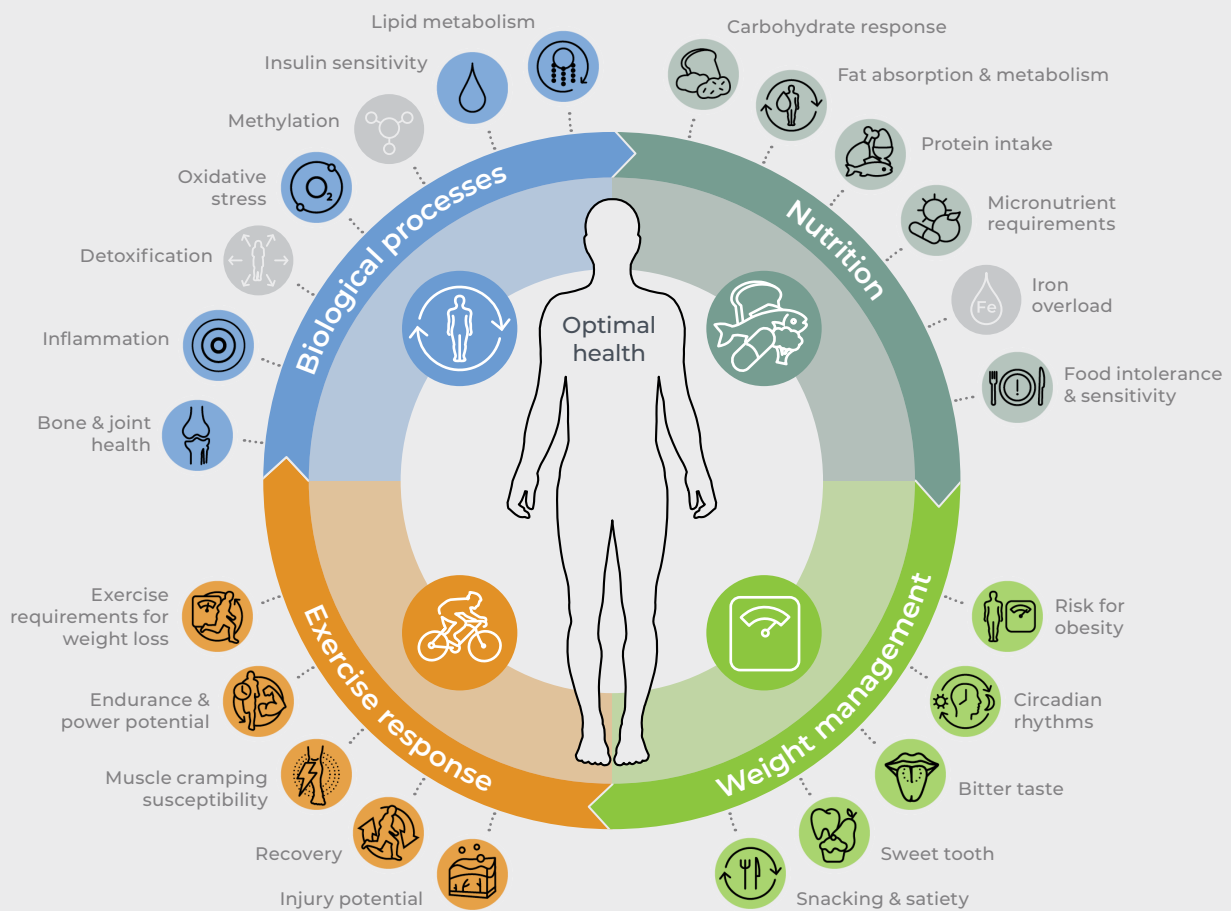 Lipid metabolism
Insulin sensitivity
Methylation
Oxidative
stress
Detoxification
Inflammation
Bone & joint
health
Biological processes
Carbohydrate response
Fat absorption & metabolism
Protein intake
Micronutrient
requirements
Fe
Iron
overload
Food intolerance
& sensitivity
Nutrition
O2
Optimal
health
Exercise
requirements for
weight loss
Endurance &
power potential
Muscle cramping
susceptibility
Recovery
Injury potential
Exercise response
Risk for
obesity
Circadian
rhythms
Bitter taste
Sweet tooth
Snacking & satiety
Weight management